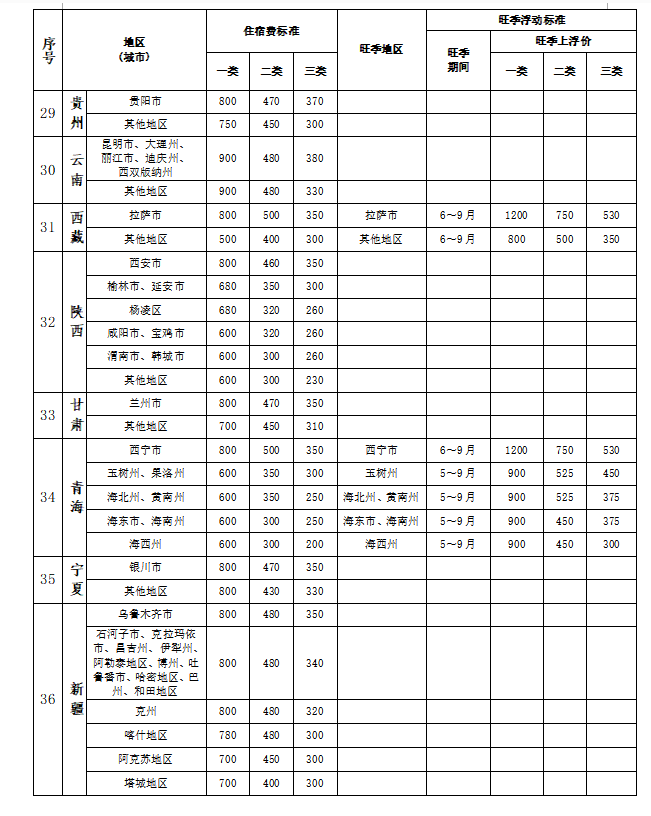 序号 地区（城市） 住宿费标准 旺季地区 旺季浮动标准
旺季期间 旺季上浮价
一类 二类 三类 一类 二类 三类
29 贵州 贵阳市 800 470 370
其他地区 750 450 300
30 云南 昆明市、大理州、
丽江市、迪庆州、
西双版纳州 900 480 380
其他地区 900 480 330
31 西藏 拉萨市 800 500 350 拉萨市 6～9月 1200 750 530
其他地区 500 400 300 其他地区 6～9月 800 500 350
32 陕西 西安市 800 460 350
榆林市、延安市 680 350 300
杨凌区 680 320 260
咸阳市、宝鸡市 600 320 260
渭南市、韩城市 600 300 260
其他地区 600 300 230
33 甘肃 兰州市 800 470 350
其他地区 700 450 310
34 青海 西宁市 800 500 350 西宁市 6～9月 1200 750 530
玉树州、果洛州 600 350 300 玉树州 5～9月 900 525 450
海北州、黄南州 600 350 250 海北州、黄南州 5～9月 900 525 375
海东市、海南州 600 300 250 海东市、海南州 5～9月 900 450 375
海西州 600 300 200 海西州 5～9月 900 450 300
35 宁夏 银川市 800 470 350
其他地区 800 430 330
36 新疆 乌鲁木齐市 800 480 350
石河子市、克拉玛依
市、昌吉州、伊犁州、
阿勒泰地区、博州、吐
鲁番市、哈密地区、巴
州、和田地区 800 480 340
克州 800 480 320
喀什地区 780 480 300
阿克苏地区 700 450 300
塔城地区 700 400 300